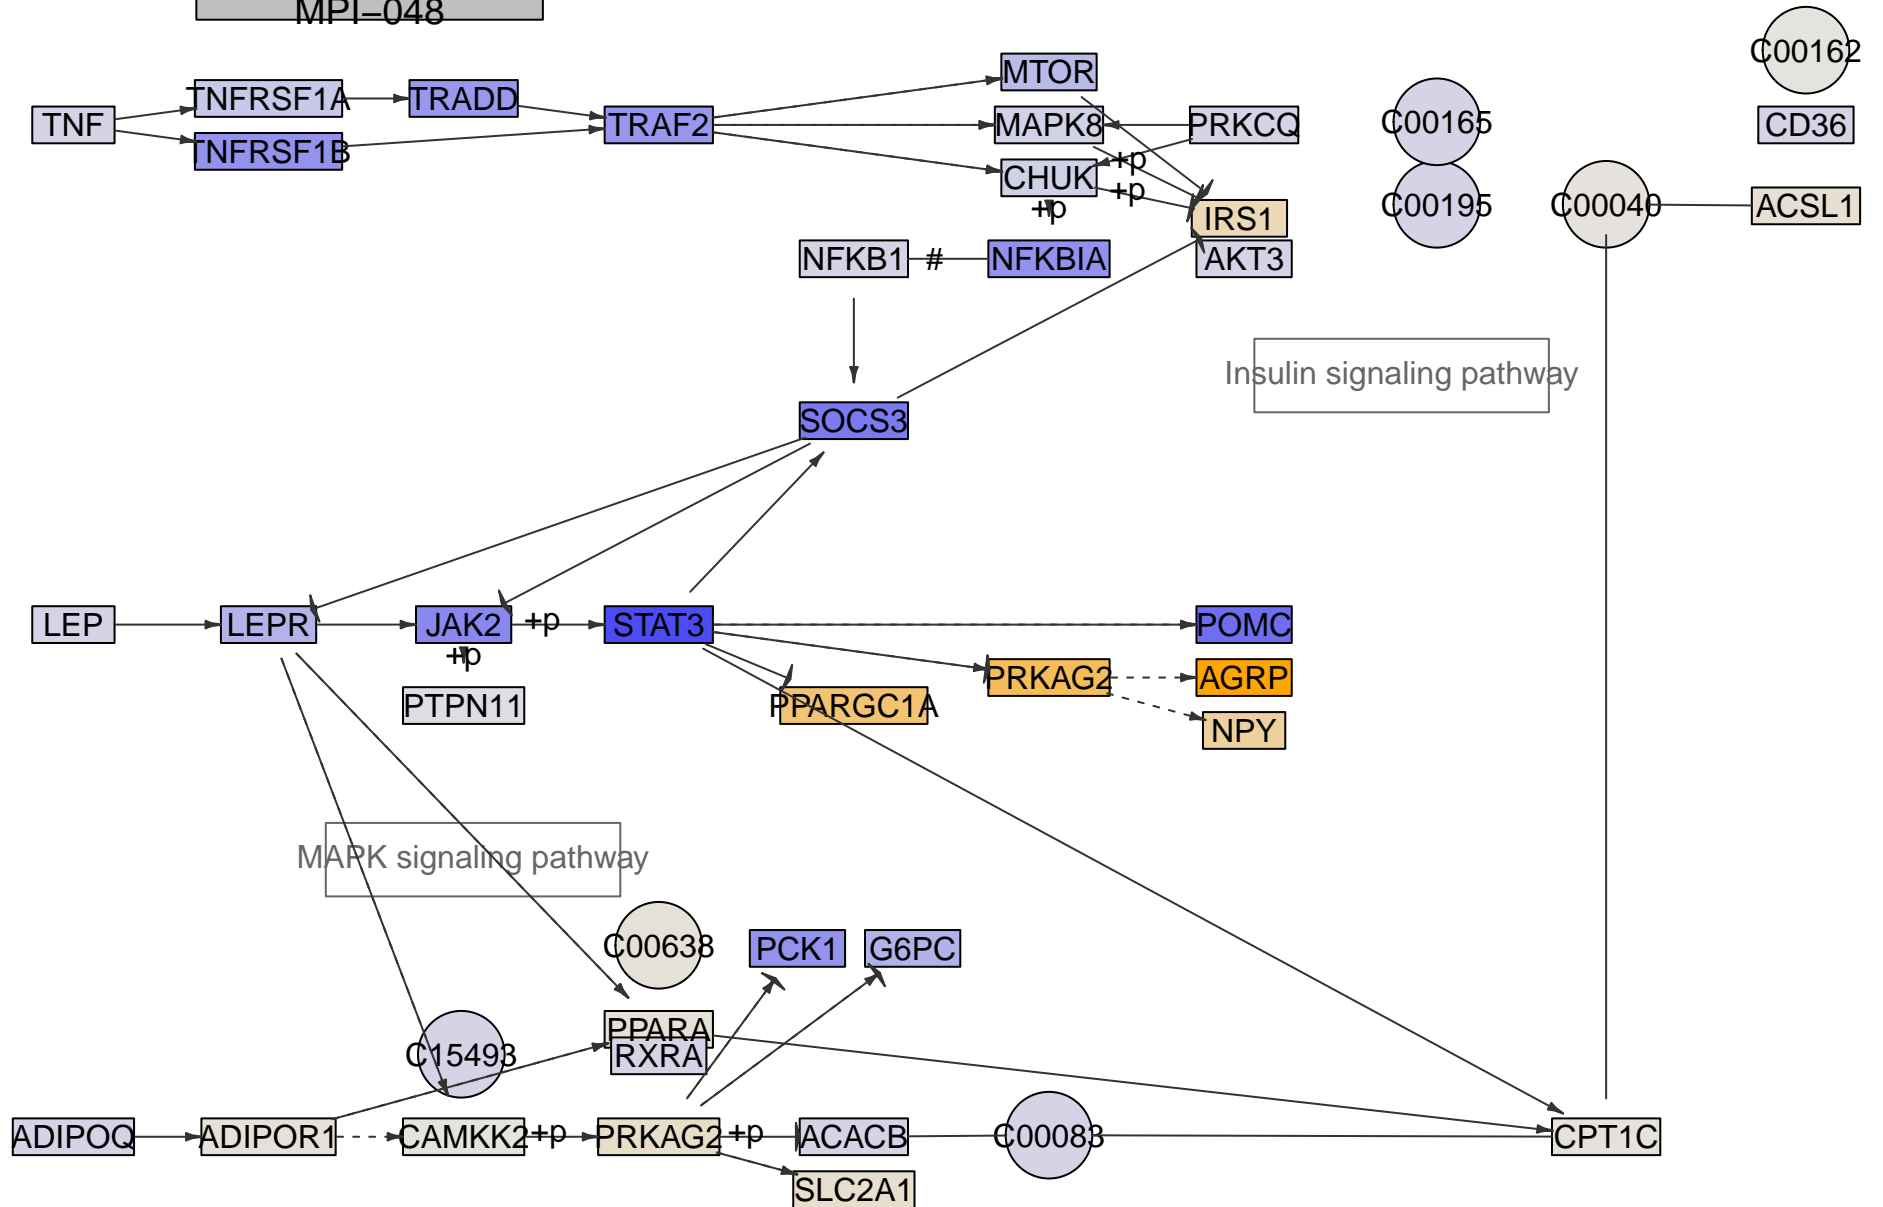 MPI−048
C00162
MTOR
TNFRSF1A
TRADD
TNF
TRAF2
MAPK8
PRKCQ
C00165
CD36
TNFRSF1B
+p
CHUK
+p
+p
IRS1
C00195
C00040
ACSL1
NFKB1
#
NFKBIA
AKT3
Insulin signaling pathway
SOCS3
LEP
LEPR
JAK2
+p
STAT3
POMC
+p
PRKAG2
AGRP
PTPN11
PPARGC1A
NPY
MAPK signaling pathway
C00638
PCK1
G6PC
PPARA
C15493
RXRA
ADIPOQ
ADIPOR1
CAMKK2
+p
PRKAG2
+p
ACACB
C00083
CPT1C
SLC2A1